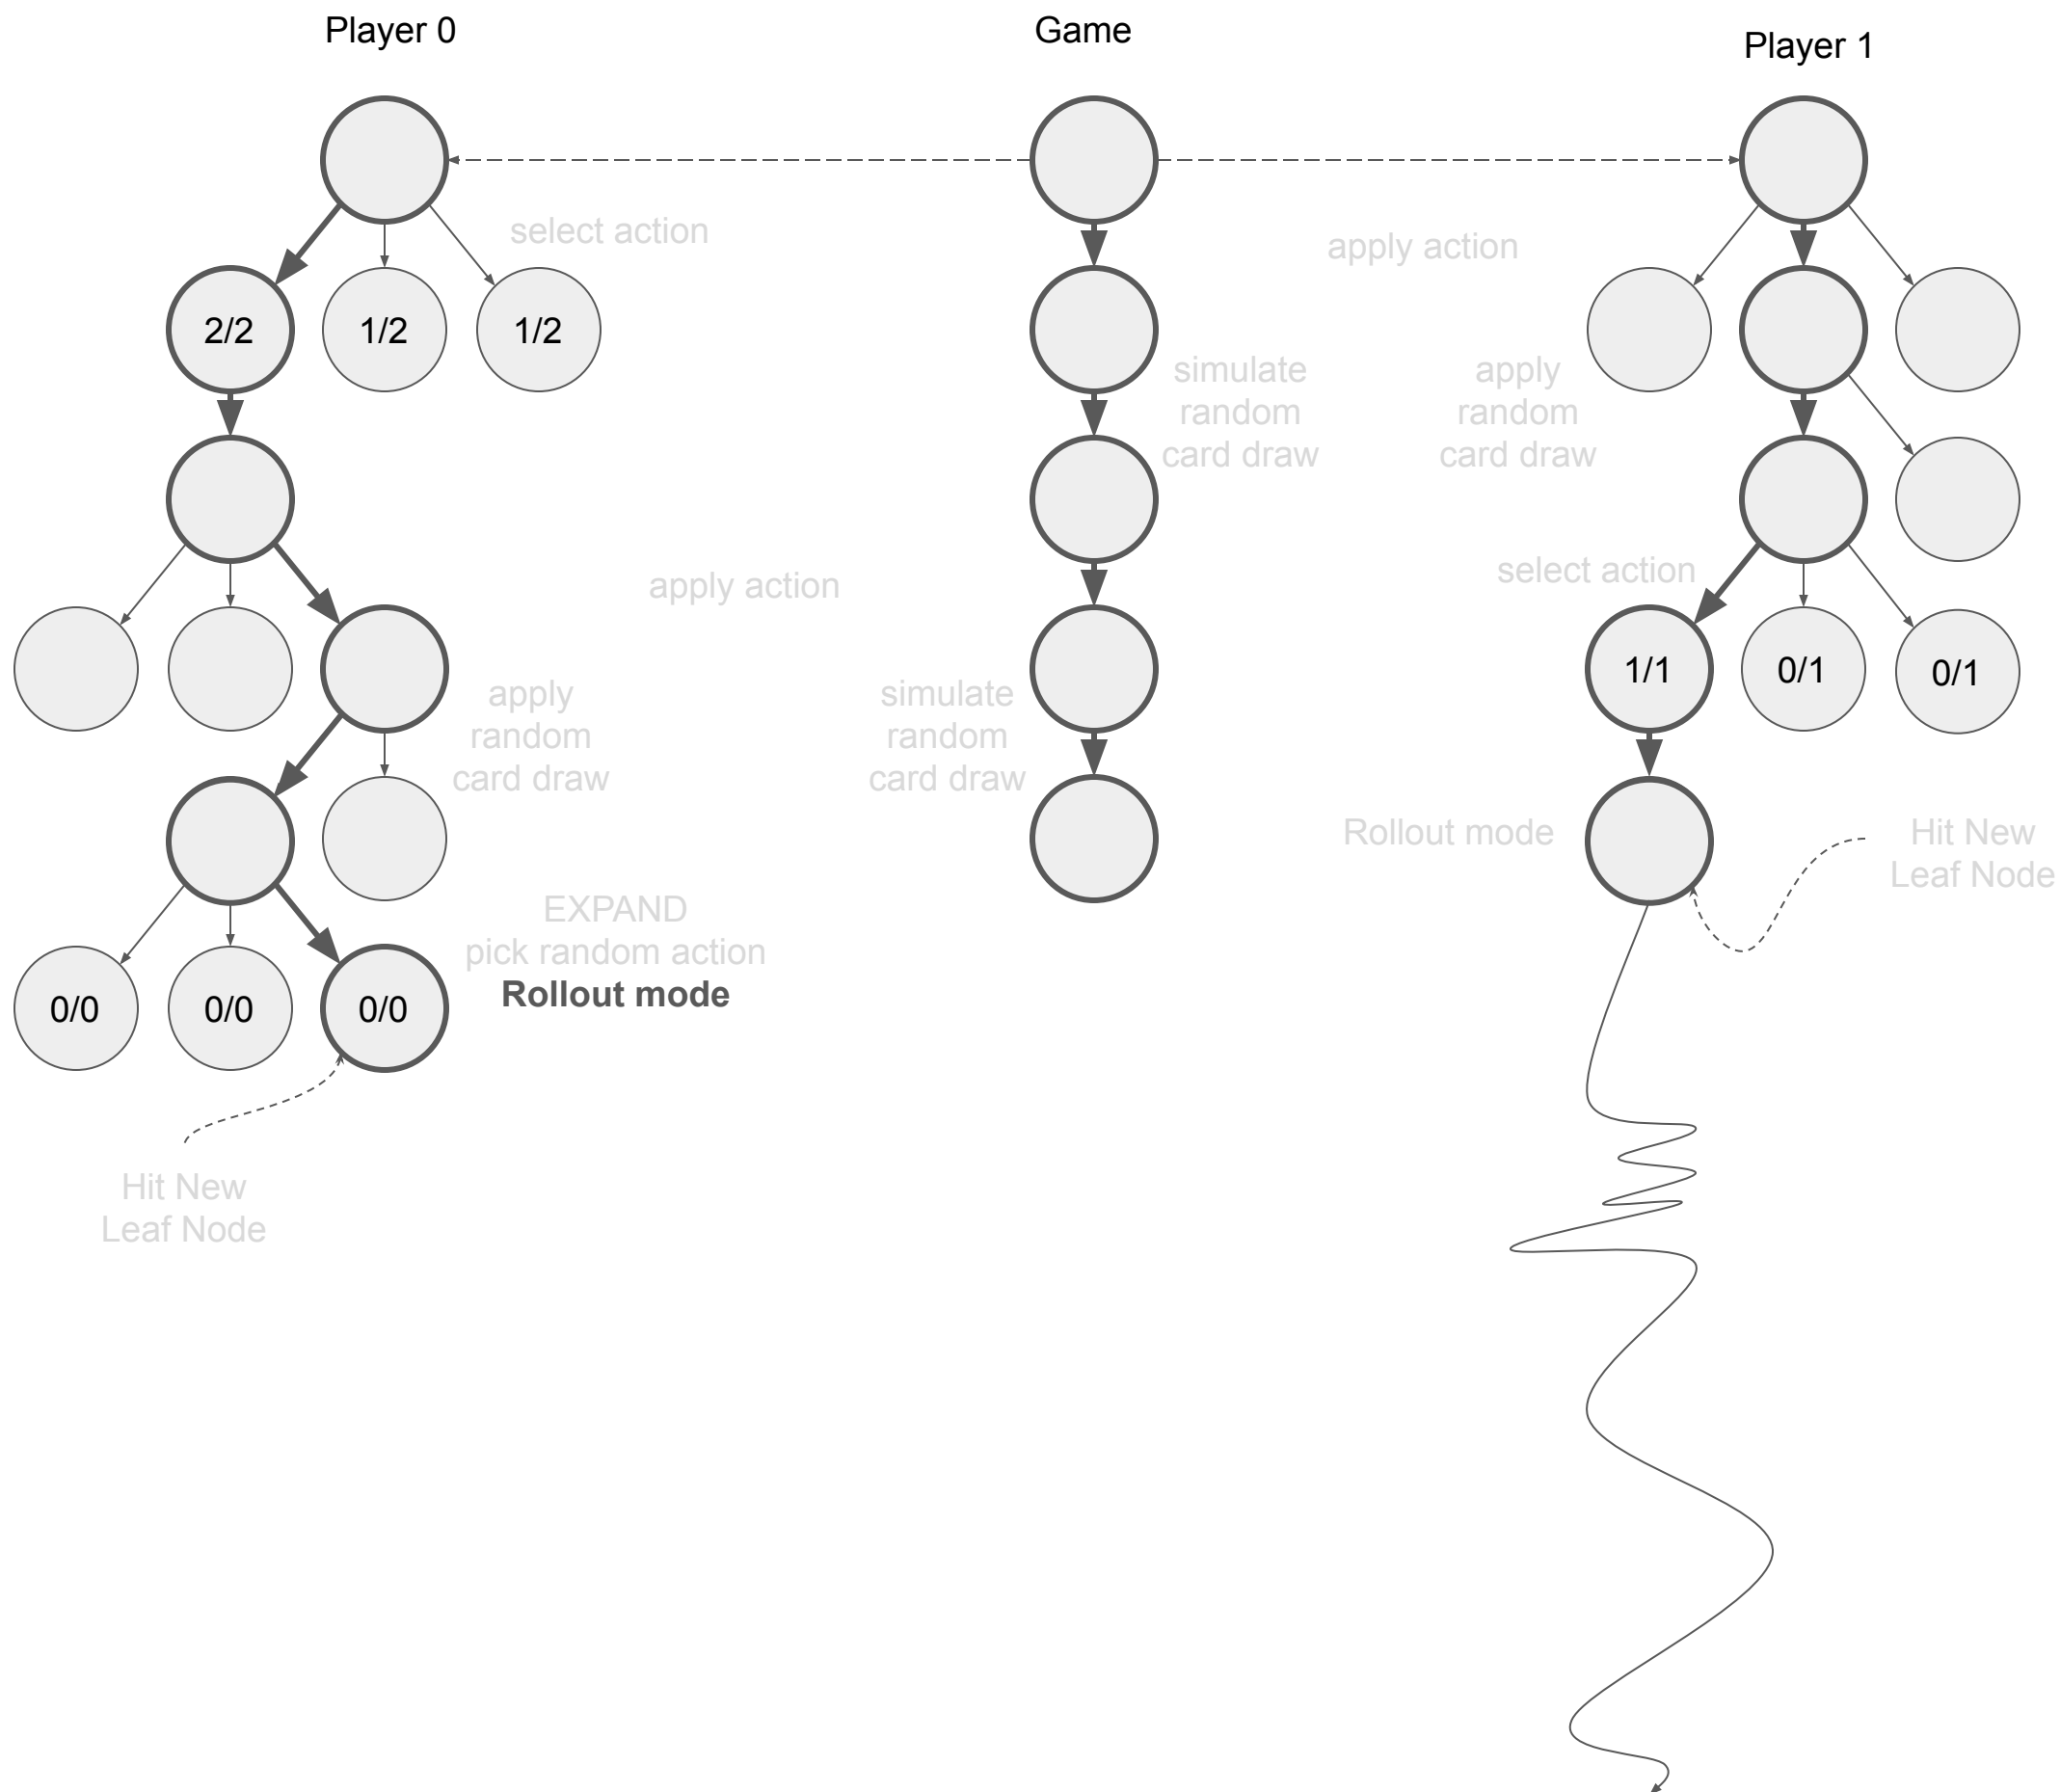 Player 0
Game
Player 1
select action
apply action
2/2
1/2
1/2
simulate
random
card draw
apply
random
card draw
apply action
select action
1/1
0/1
0/1
apply
random
card draw
simulate
random
card draw
Rollout mode
Hit New
Leaf Node
EXPAND
pick random action
Rollout mode
0/0
0/0
0/0
Hit New
Leaf Node